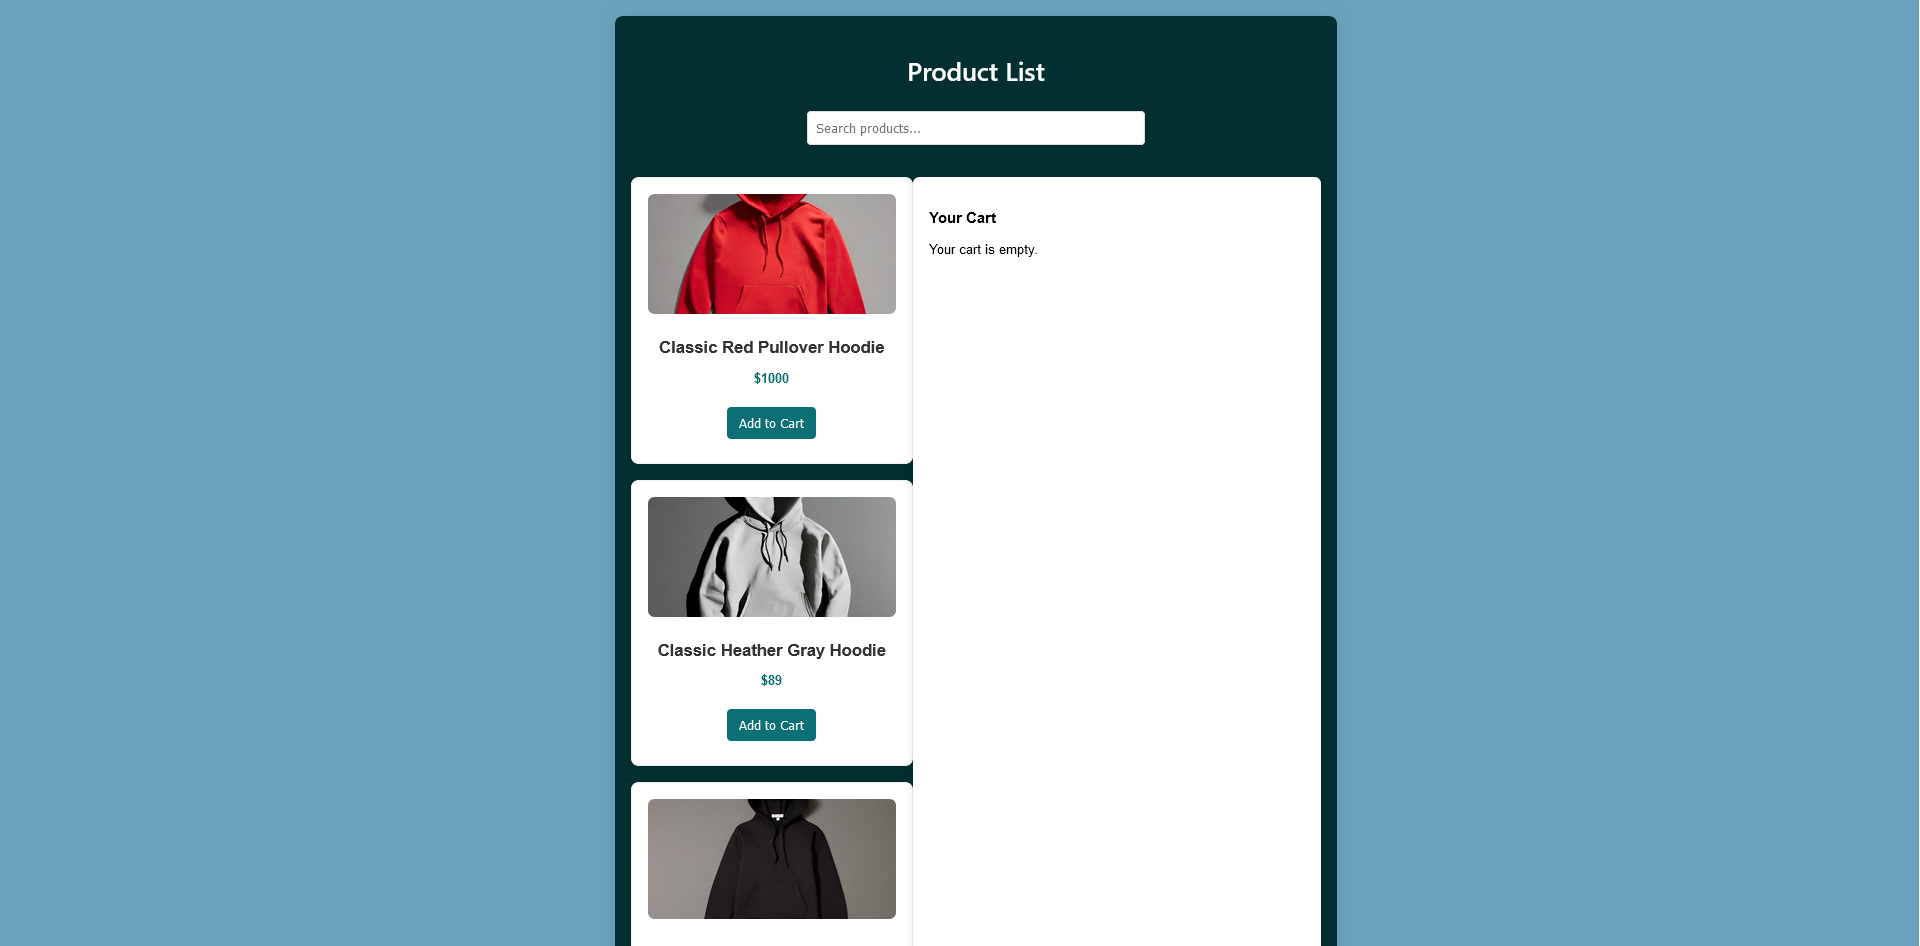 Product List
Search products...
Classic Red Pullover Hoodie
$1000
Add to Cart
Classic Heather Gray Hoodie
$89
Add to Cart
Your Cart
Your cart is empty.